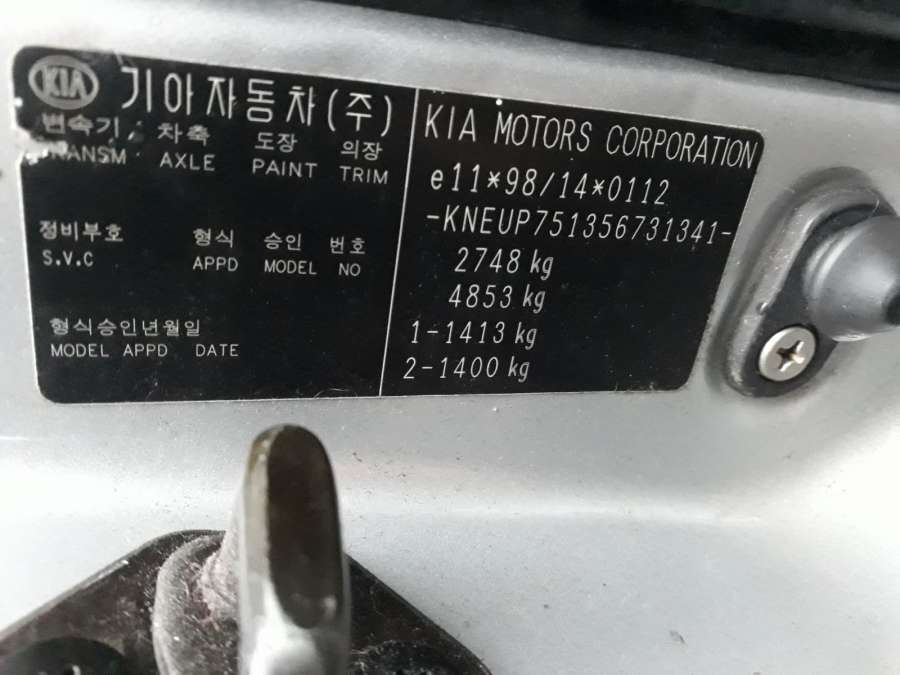 KIA 기아자동차(주)
변속기 차축 도장 의장
TRANSM AXLE PAINT TRIM
정비부호 형식 승인 번호
S.V.C APPD MODEL NO
형식승인년월일
MODEL APPD DATE
KIA MOTORS CORPORATION
e11*98/14*0112
-KNEUP751356731341-
2748 kg
4853 kg
1-1413 kg
2-1400 kg